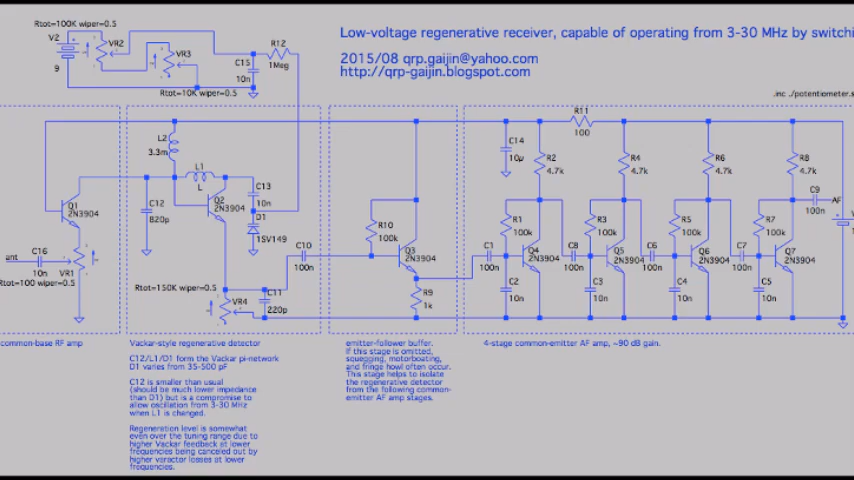 Rtot=100K wiper=0.5
V2
9
VR2
VR3
Rtot=10K wiper=0.5
R12
1Meg
C15
10n
Low-voltage regenerative receiver, capable of operating from 3-30 MHz by switchi
2015/08 qrp.gaijin@yahoo.com
http://qrp-gaijin.blogspot.com
.inc ./potentiometer.s
R11
100
L2
3.3m
L1
L
C14
10µ
R2
4.7k
R4
4.7k
R6
4.7k
R8
4.7k
Q1
2N3904
C12
820p
Q2
2N3904
C13
10n
D1
1SV149
R10
100k
R1
100k
R3
100k
R5
100k
R7
100k
C9
100n
AF
ant
C16
10n
VR1
Rtot=100 wiper=0.5
C10
100n
Q3
2N3904
C1
100n
Q4
2N3904
C8
100n
Q5
2N3904
C6
100n
Q6
2N3904
C7
100n
Q7
2N3904
Rtot=150K wiper=0.5
VR4
C11
220p
R9
1k
C2
10n
C3
10n
C4
10n
C5
10n
common-base RF amp
Vackar-style regenerative detector
C12/L1/D1 form the Vackar pi-network
D1 varies from 35-500 pF
C12 is smaller than usual
(should be much lower impedance
than D1) but is a compromise to
allow oscillation from 3-30 MHz
when L1 is changed.
Regeneration level is somewhat
even over the tuning range due to
higher Vackar feedback at lower
frequencies being canceled out by
higher varactor losses at lower
frequencies.
emitter-follower buffer.
If this stage is omitted,
squegging, motorboating,
and fringe howl often occur.
This stage helps to isolate
the regenerative detector
from the following common-
emitter AF amp stages.
4-stage common-emitter AF amp, ~90 dB gain.